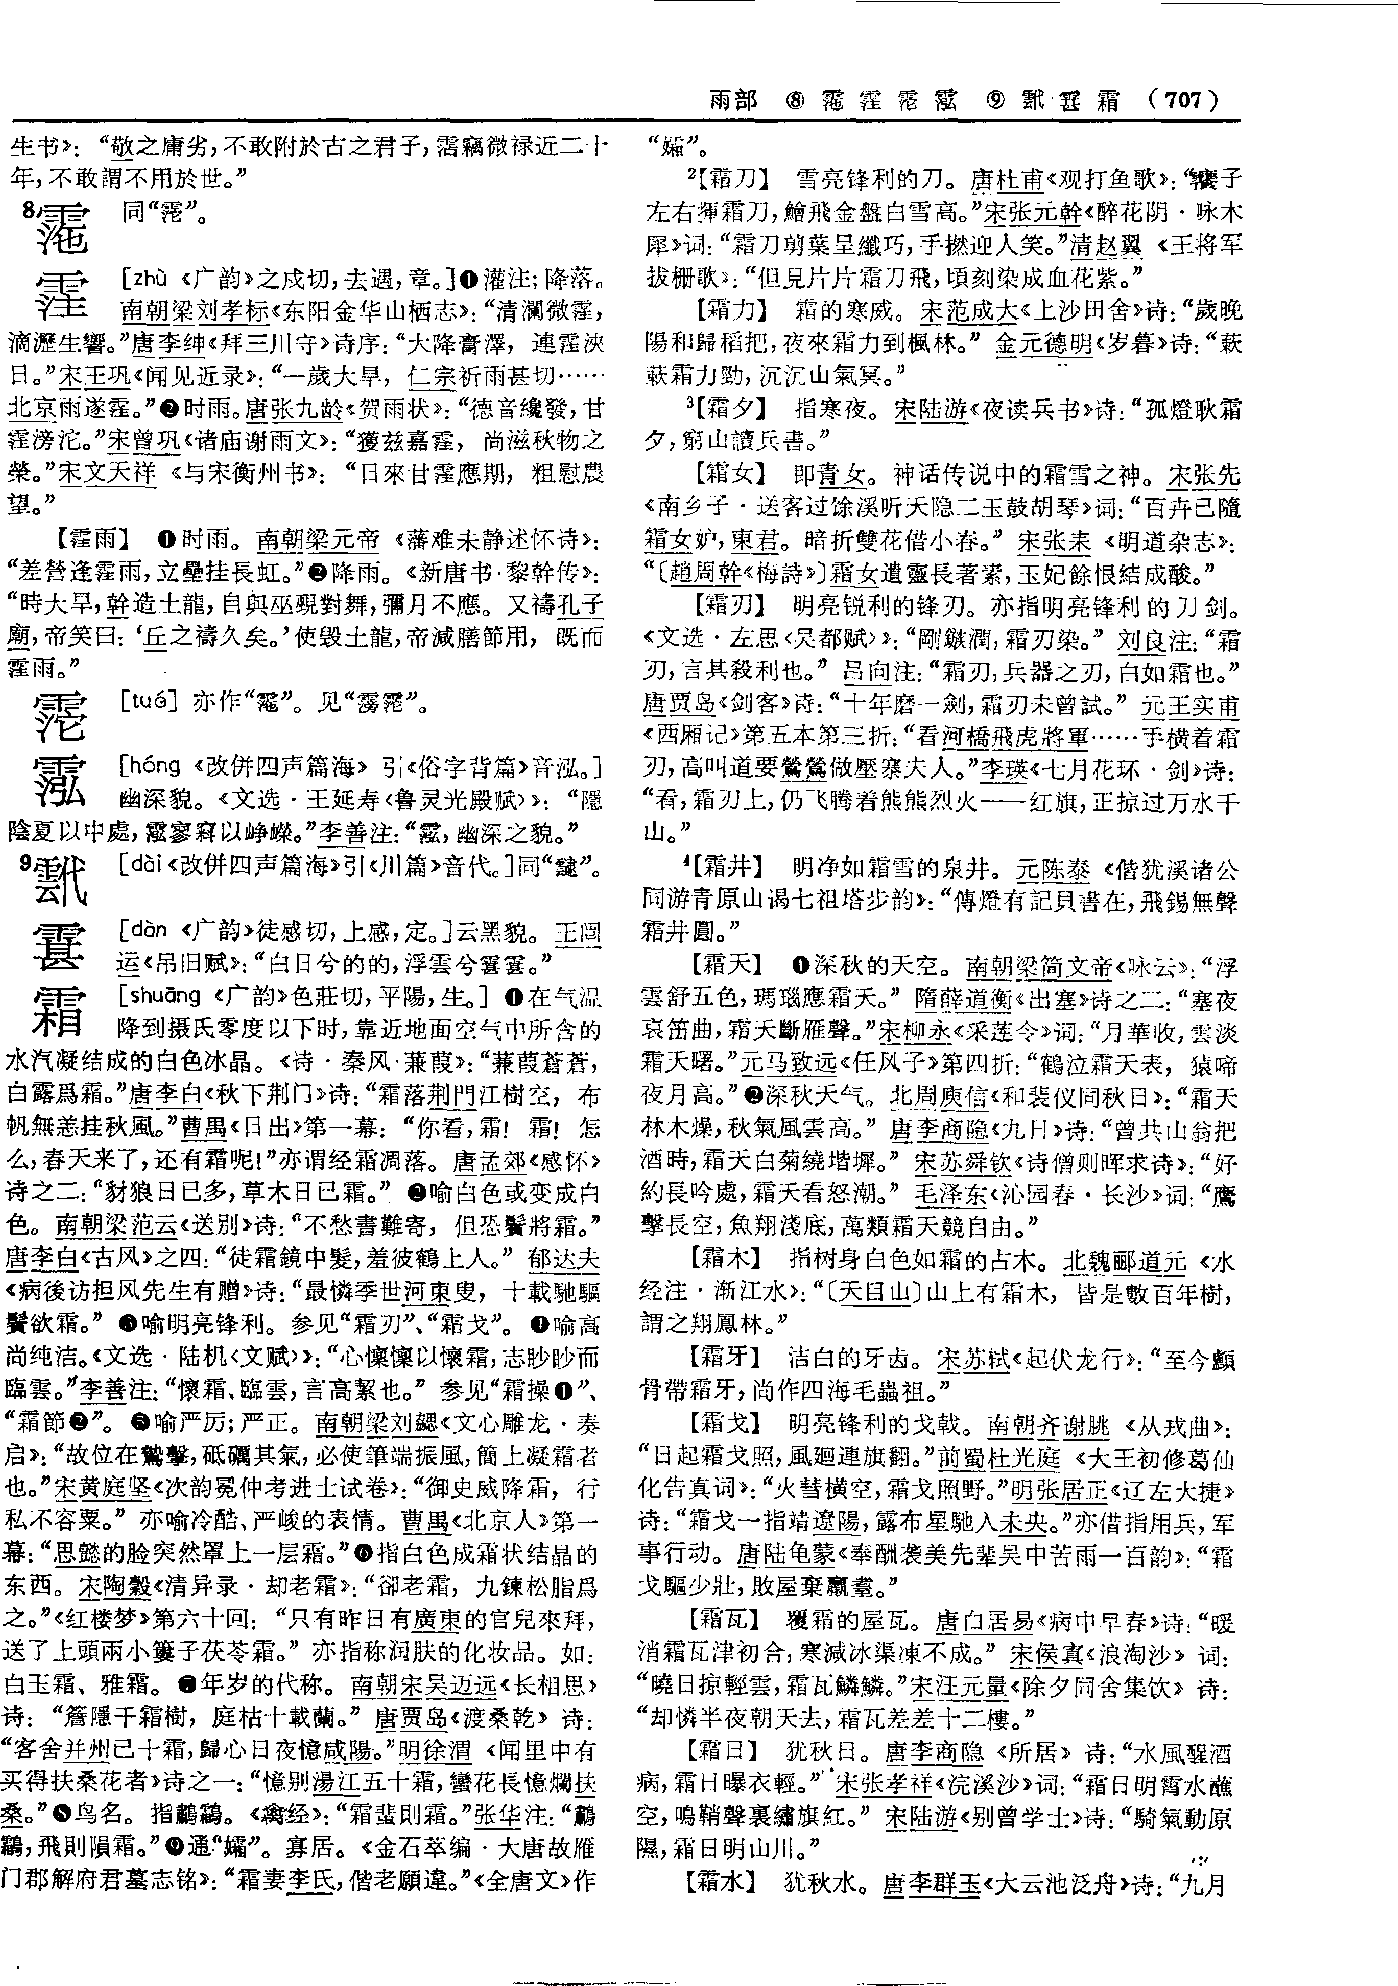 雨部 ⑧ 霮 霔 霮 霐 ⑨ 霴 霮 霜 （707）
生书》：“敬之庸劣，不敢附於古之君子，霑竊微禄近二十
年，不敢謂不用於世。”
8 同“霮”。
霔 [zhù 《广韵》之戍切，去遇，章。]❶灌注；降落。
南朝梁刘孝标《东阳金华山栖志》：“清瀾微霔，
滴瀝生響。”唐李绅《拜三川守》诗序：“大降膏澤， 連霔浹
日。”宋王巩《闻见近录》：“一歲大旱， 仁宗祈雨甚切……
北京雨遂霔。”❷时雨。唐张九龄《贺雨状》：“德音纔發，甘
霔滂沱。”宋曾巩《诸庙谢雨文》：“獲兹嘉霔， 尚滋秋物之
榮。”宋文天祥 《与宋衡州书》： “日來甘霔應期， 粗慰農
望。”
【霔雨】 ❶时雨。 南朝梁元帝 《藩难未静述怀诗》：
“差營逢霔雨，立壘挂長虹。”❷降雨。《新唐书·黎幹传》：
“時大旱，幹造土龍，自與巫覡對舞，彌月不應。 又禱孔子
廟，帝笑曰：‘丘之禱久矣。’使毁土龍，帝減膳節用， 既而
霔雨。”
[tuó] 亦作“䨓”。 见“霶霮”。
霐 [hóng 《改併四声篇海》 引《俗字背篇》音泓。]
幽深貌。 《文选·王延寿〈鲁灵光殿赋〉》： “隱
陰夏以中處，霐寥窲以峥嵘。”李善注：“霐，幽深之貌。”
9霴 [dài《改併四声篇海》引《川篇》音代。]同“靆”。
[dàn 《广韵》徒感切，上感，定。]云黑貌。 王闿
运《吊旧赋》：“白日兮的的，浮雲兮霮霮。”
霜 [shuāng 《广韵》色莊切，平陽，生。] ❶在气温
降到摄氏零度以下时，靠近地面空气中所含的
水汽凝结成的白色冰晶。 《诗·秦风·蒹葭》：“蒹葭蒼蒼，
白露爲霜。”唐李白《秋下荆门》诗：“霜落荆門江樹空， 布
帆無恙挂秋風。”曹禺《日出》第一幕： “你看，霜！ 霜！ 怎
么，春天来了，还有霜呢！”亦谓经霜凋落。 唐孟郊《感怀》
诗之二：“豺狼日已多，草木日已霜。” ❷喻白色或变成白
色。 南朝梁范云《送别》诗：“不愁書難寄， 但恐鬢將霜。”
唐李白《古风》之四：“徒霜鏡中髮，羞彼鶴上人。” 郁达夫
《病後访担风先生有赠》诗：“最憐季世河東叟， 十載馳驅
鬢欲霜。” ❸喻明亮锋利。 参见“霜刃”、“霜戈”。 ❹喻高
尚纯洁。《文选·陆机〈文赋〉》：“心懍懍以懷霜，志眇眇而
臨雲。”李善注：“懷霜、臨雲，言高絜也。” 参见“霜操❶”、
“霜節❷”。 ❺喻严厉；严正。 南朝梁刘勰《文心雕龙·奏
启》：“故位在鷙擊，砥礪其氣，必使筆端振風，簡上凝霜者
也。”宋黄庭坚《次韵冕仲考进士试卷》：“御史威降霜， 行
私不容粟。” 亦喻冷酷、严峻的表情。 曹禺《北京人》第一
幕：“思懿的脸突然罩上一层霜。”❻指白色成霜状结晶的
东西。 宋陶穀《清异录·却老霜》：“卻老霜， 九鍊松脂爲
之。”《红楼梦》第六十回： “只有昨日有廣東的官兒來拜，
送了上頭兩小簍子茯苓霜。” 亦指称润肤的化妆品。如：
白玉霜、雅霜。 ❼年岁的代称。 南朝宋吴迈远《长相思》
诗： “簷隱千霜樹， 庭枯十載蘭。” 唐贾岛《渡桑乾》 诗：
“客舍并州已十霜，歸心日夜憶咸陽。”明徐渭 《闻里中有
买得扶桑花者》诗之一：“憶别湯江五十霜，蠻花長憶爛扶
桑。”❽鸟名。 指鸘鷞。 《禽经》：“霜蜚則霜。”张华注：“鸘
鷞，飛則隕霜。”❾通“孀”。 寡居。 《金石萃编·大唐故雁
门郡解府君墓志铭》：“霜妻李氏，偕老願違。”《全唐文》作
“孀”。
2【霜刀】 雪亮锋利的刀。 唐杜甫《观打鱼歌》：“饔子
左右揮霜刀，鱠飛金盤白雪高。”宋张元幹《醉花阴·咏木
犀》词：“霜刀剪葉呈纖巧，手撚迎人笑。”清赵翼 《王将军
拔栅歌》：“但見片片霜刀飛，頃刻染成血花紫。”
【霜力】 霜的寒威。 宋范成大《上沙田舍》诗：“歲晚
陽和歸稻把，夜來霜力到楓林。” 金元德明《岁暮》诗：“蔌
蔌霜力勁，沉沉山氣冥。”
3【霜夕】 指寒夜。 宋陆游《夜读兵书》诗：“孤燈耿霜
夕，窮山讀兵書。”
【霜女】 即青女。 神话传说中的霜雪之神。 宋张先
《南乡子·送客过馀溪听天隐二玉鼓胡琴》词：“百卉已隨
霜女妒，東君。 暗折雙花借小春。” 宋张耒 《明道杂志》：
“〔趙周幹《梅詩》〕霜女遺靈長著素，玉妃餘恨結成酸。”
【霜刃】 明亮锐利的锋刃。 亦指明亮锋利的刀剑。
《文选·左思〈吴都赋〉》：“剛鏃潤，霜刃染。” 刘良注：“霜
刃，言其殺利也。” 吕向注：“霜刃，兵器之刃，白如霜也。”
唐贾岛《剑客》诗：“十年磨一劍，霜刃未曾試。” 元王实甫
《西厢记》第五本第三折：“看河橋飛虎將軍……手横着霜
刃，高叫道要鶯鶯做壓寨夫人。”李瑛《七月花环·剑》诗：
“看，霜刃上，仍飞腾着熊熊烈火——红旗，正掠过万水千
山。”
4【霜井】 明净如霜雪的泉井。 元陈泰 《偕犹溪诸公
同游青原山谒七祖塔步韵》：“傳燈有記貝書在，飛錫無聲
霜井圓。”
【霜天】 ❶深秋的天空。 南朝梁简文帝《咏云》：“浮
雲舒五色，瑪瑙應霜天。” 隋薛道衡《出塞》诗之二：“塞夜
哀笛曲，霜天斷雁聲。”宋柳永《采莲令》词：“月華收，雲淡
霜天曙。”元马致远《任风子》第四折：“鶴泣霜天表， 猿啼
夜月高。”❷深秋天气。 北周庾信《和裴仪同秋日》：“霜天
林木燥，秋氣風雲高。” 唐李商隐《九日》诗：“曾共山翁把
酒時，霜天白菊繞堦墀。” 宋苏舜钦《诗僧则晖求诗》：“好
約長吟處，霜天看怒潮。” 毛泽东《沁园春·长沙》词：“鷹
擊長空，魚翔淺底，萬類霜天競自由。”
【霜木】 指树身白色如霜的古木。 北魏郦道元 《水
经注·渐江水》：“〔天目山〕山上有霜木， 皆是數百年樹，
謂之翔鳳林。”
【霜牙】 洁白的牙齿。 宋苏轼《起伏龙行》：“至今顱
骨帶霜牙，尚作四海毛蟲祖。”
【霜戈】 明亮锋利的戈戟。 南朝齐谢朓 《从戎曲》：
“日起霜戈照，風迴連旗翻。”前蜀杜光庭 《大王初修葛仙
化告真词》：“火彗横空，霜戈照野。”明张居正《辽左大捷》
诗：“霜戈一指靖遼陽，露布星馳入未央。”亦借指用兵，军
事行动。 唐陆龟蒙《奉酬袭美先辈吴中苦雨一百韵》：“霜
戈驅少壯，敗屋棄羸耋。”
【霜瓦】 覆霜的屋瓦。 唐白居易《病中早春》诗：“暖
消霜瓦津初合，寒減冰渠凍不成。” 宋侯寘《浪淘沙》 词：
“曉日掠輕雲，霜瓦鱗鱗。”宋汪元量《除夕同舍集饮》 诗：
“却憐半夜朝天去，霜瓦差差十二樓。”
【霜日】 犹秋日。 唐李商隐 《所居》 诗：“水風醒酒
病，霜日曝衣輕。” 宋张孝祥《浣溪沙》词：“霜日明霄水蘸
空，鳴鞘聲裏繡旗紅。” 宋陆游《别曾学士》诗：“騎氣動原
隰，霜日明山川。”
【霜水】 犹秋水。 唐李群玉《大云池泛舟》诗：“九月